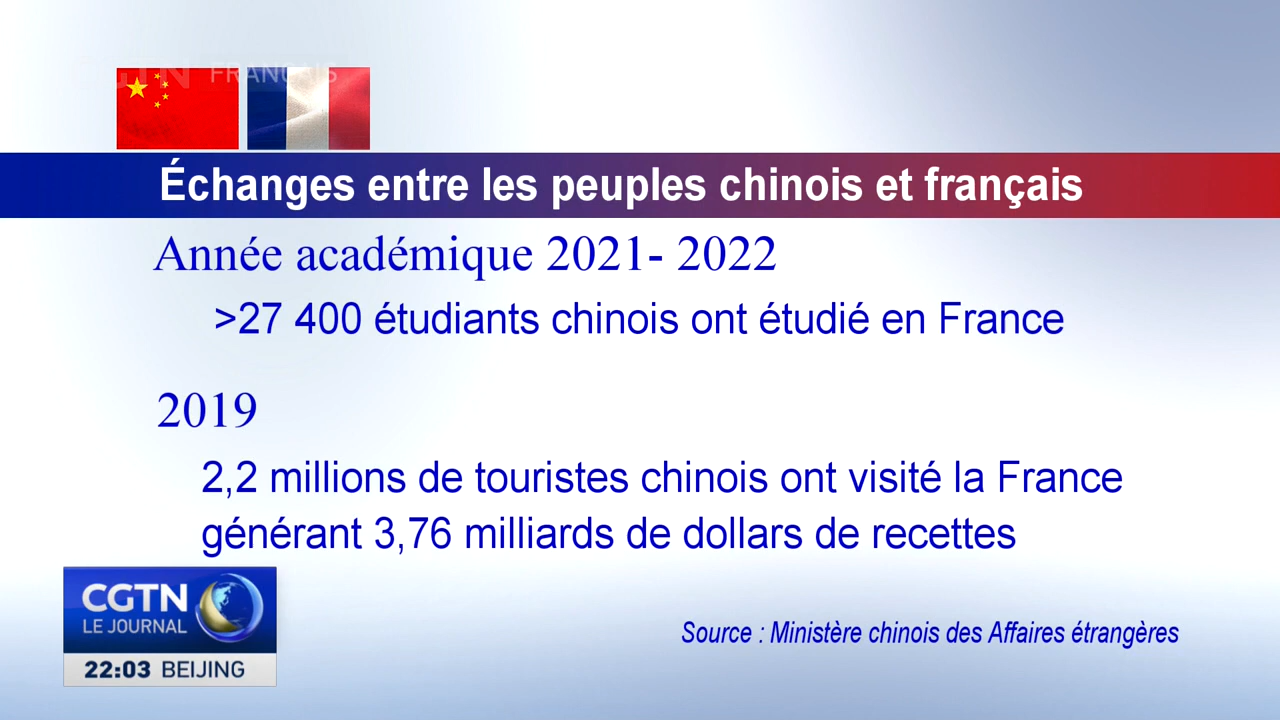 CGTN FRANÇAIS
Échanges entre les peuples chinois et français
Année académique 2021- 2022
>27 400 étudiants chinois ont étudié en France
2019
2,2 millions de touristes chinois ont visité la France
générant 3,76 milliards de dollars de recettes
CGTN
LE JOURNAL
Source : Ministère chinois des Affaires étrangères
22:03 BEIJING